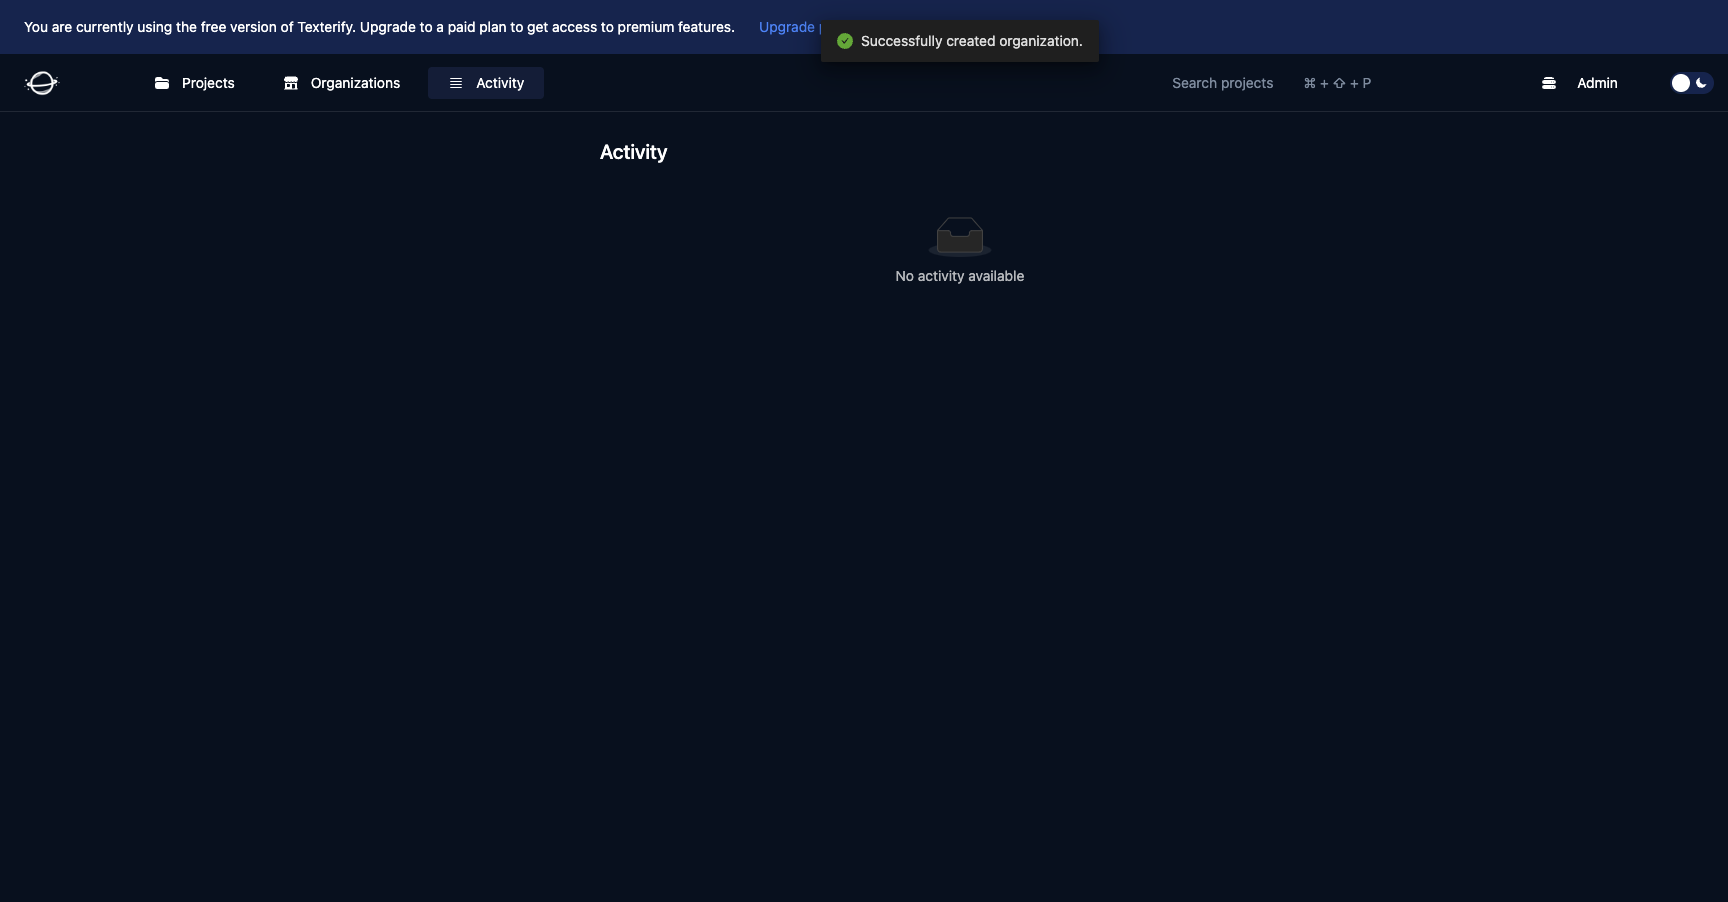 You are currently using the free version of Texterify. Upgrade to a paid plan to get access to premium features. Upgrade
Successfully created organization.
Projects Organizations Activity Search projects ⌘ + ⇧ + P Admin
Activity
No activity available